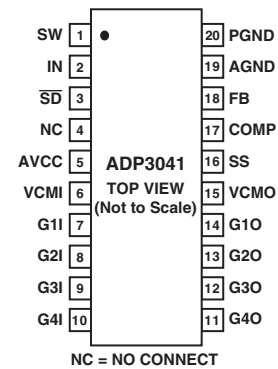 SW 1 20 PGND
IN 2 19 AGND
SD 3 18 FB
NC 4 17 COMP
AVCC 5 ADP3041 16 SS
VCMI 6 TOP VIEW 15 VCMO
(Not to Scale)
G1I 7 14 G1O
G2I 8 13 G2O
G3I 9 12 G3O
G4I 10 11 G4O
NC = NO CONNECT